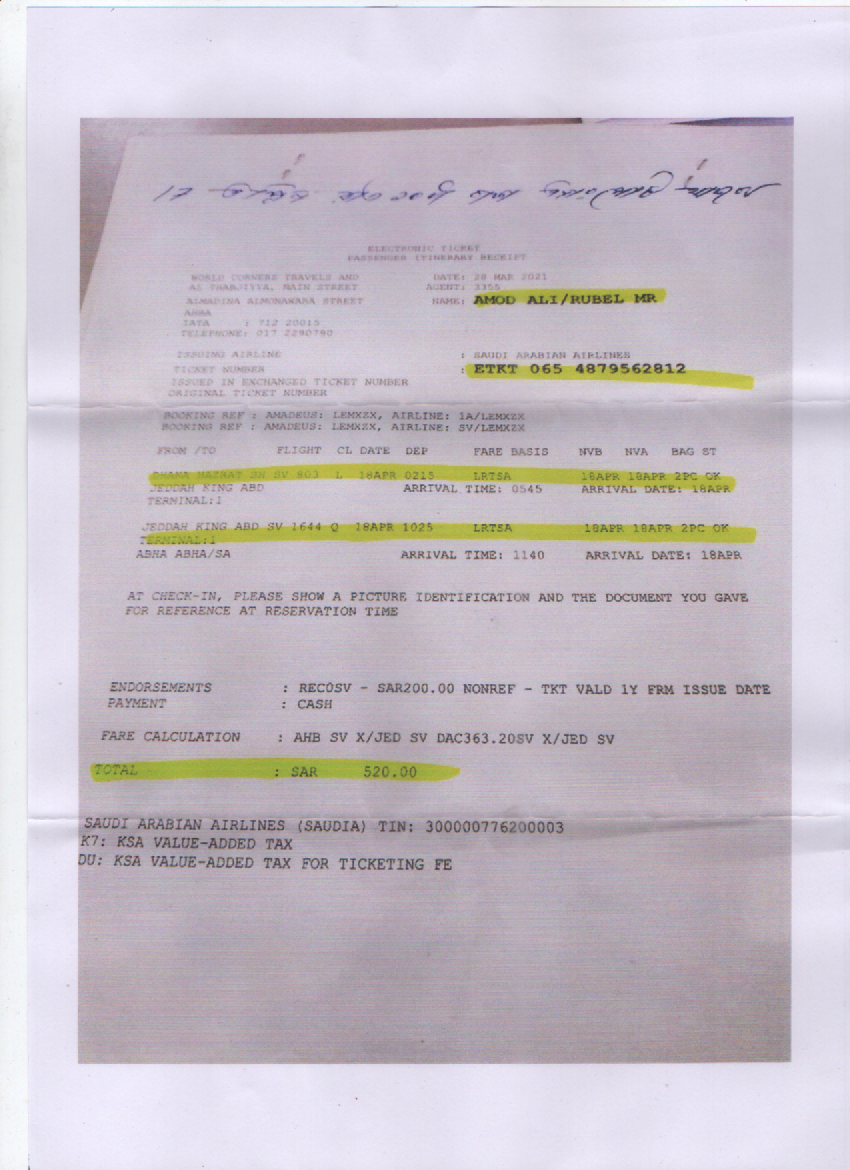 ELECTRONIC TICKET
PASSENGER ITINERARY RECEIPT
WORLD CORNERS TRAVELS AND DATE: 28 MAR 2021
AL MAIN STREET AGENT: 3355
ALMADINA ALMONAWARA STREET NAME: AMOD ALI/RUBEL MR
ABHA
IATA : 712 20015
TELEPHONE: 017 2290780
ISSUING AIRLINE : SAUDI ARABIAN AIRLINES
TICKET NUMBER : ETKT 065 4879562812
ISSUED IN EXCHANGED TICKET NUMBER
ORIGINAL TICKET NUMBER
BOOKING REF : AMADEUS: LEMXZX, AIRLINE: 1A/LEMXZX
BOOKING REF : AMADEUS: LEMXZX, AIRLINE: SV/LEMXZX
FROM /TO FLIGHT CL DATE DEP FARE BASIS NVB NVA BAG ST
DHAKA HAZRAT SH SV 803 L 18APR 0215 LRTSA 18APR 18APR 2PC OK
JEDDAH KING ABD ARRIVAL TIME: 0545 ARRIVAL DATE: 18APR
TERMINAL:1
JEDDAH KING ABD SV 1644 Q 18APR 1025 LRTSA 18APR 18APR 2PC OK
TERMINAL:1
ABHA ABHA/SA ARRIVAL TIME: 1140 ARRIVAL DATE: 18APR
AT CHECK-IN, PLEASE SHOW A PICTURE IDENTIFICATION AND THE DOCUMENT YOU GAVE
FOR REFERENCE AT RESERVATION TIME
ENDORSEMENTS : RECOSV - SAR200.00 NONREF - TKT VALD 1Y FRM ISSUE DATE
PAYMENT : CASH
FARE CALCULATION : AHB SV X/JED SV DAC363.20SV X/JED SV
TOTAL : SAR 520.00
SAUDI ARABIAN AIRLINES (SAUDIA) TIN: 300000776200003
K7: KSA VALUE-ADDED TAX
DU: KSA VALUE-ADDED TAX FOR TICKETING FE